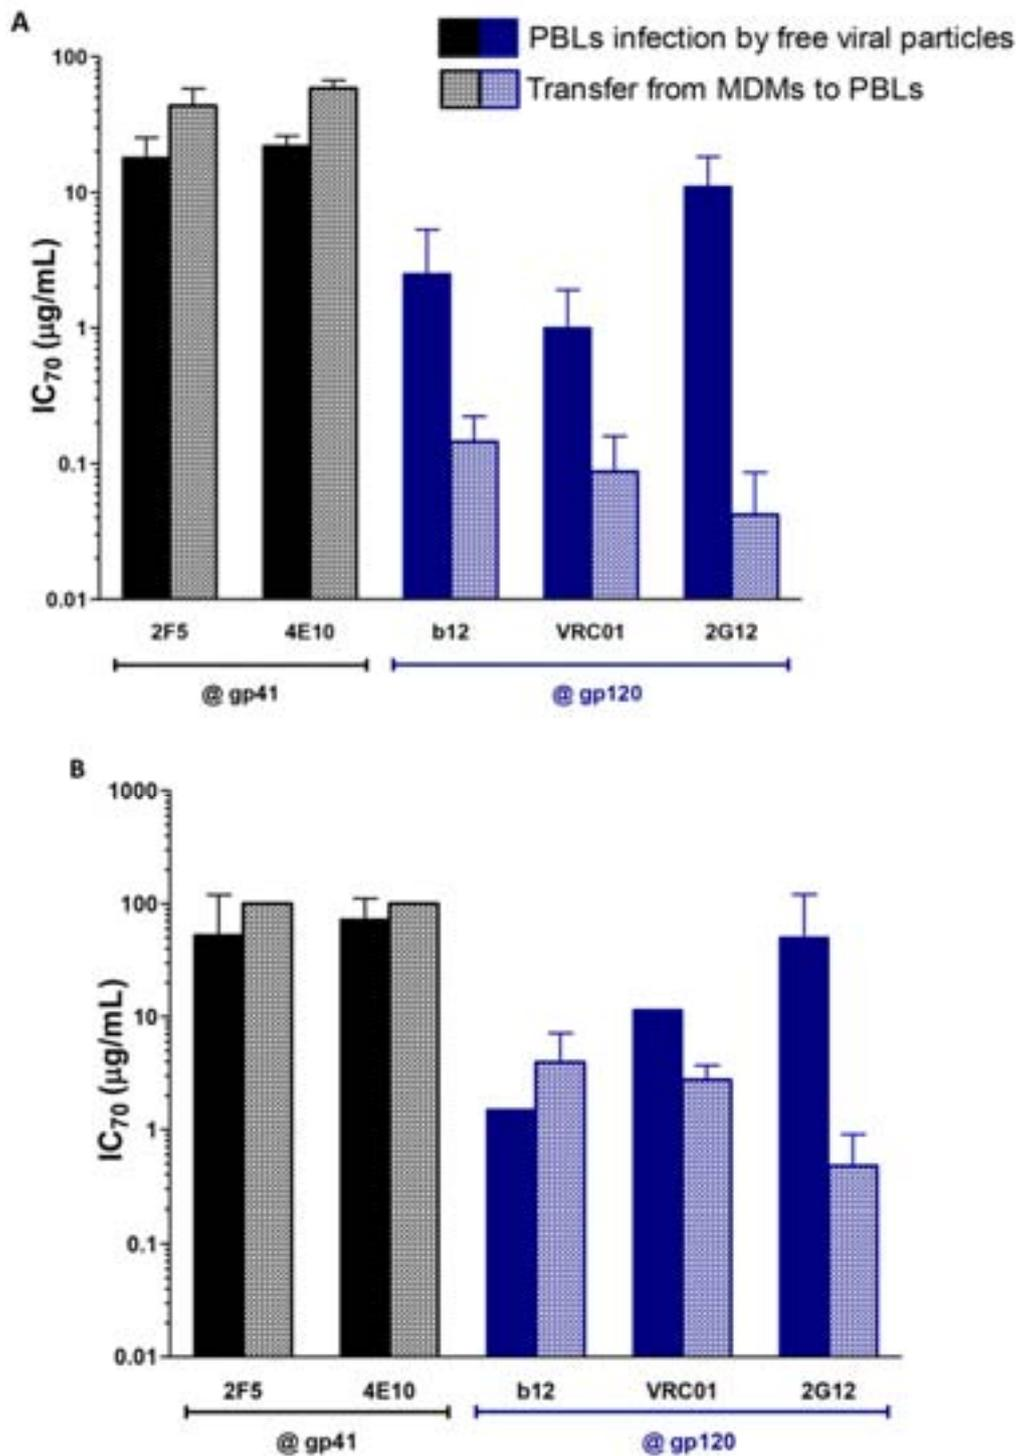 A
PBLs infection by free viral particles
Transfer from MDMs to PBLs
100
10
1
0.1
0.01
IC70 (µg/mL)
2F5 4E10 b12 VRC01 2G12
@ gp41 @ gp120
B
1000
100
10
1
0.1
0.01
IC70 (µg/mL)
2F5 4E10 b12 VRC01 2G12
@ gp41 @ gp120